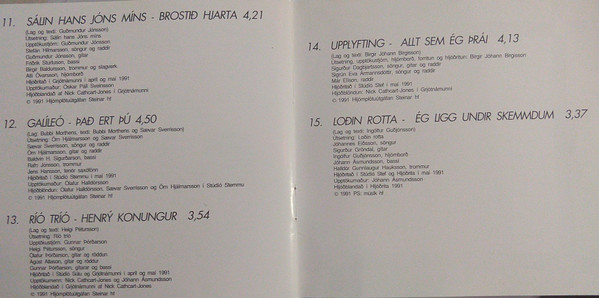 11. SÁLIN HANS JÓNS MÍNS - BROSTIÐ HJARTA 4,21
(Lag og texti: Guðmundur Jónsson)
Útsetning: Sálin hans Jóns míns
Upptökustjórn: Guðmundur Jónsson
Stefán Hilmarsson, söngur og raddir
Guðmundur Jónsson, gítar
Friðrik Sturluson, bassi
Birgir Baldursson, trommur og slagverk
Atli Örvarsson, hljómborð
Hljóðritað í Grjótnámunni í apríl og maí 1991
Upptökumaður: Óskar Páll Sveinsson
Hljóðblandað af Nick Cathcart-Jones í Grjótnámunni
© 1991 Hljómplötuútgáfan Steinar hf
12. GALÍLEÓ - ÞAÐ ERT ÞÚ 4,50
(Lag: Bubbi Morthens, texti: Bubbi Morthens og Sævar Sverrisson)
Útsetning: Örn Hjálmarsson og Sævar Sverrisson
Sævar Sverrisson, söngur og raddir
Örn Hjálmarsson, gítar og raddir
Baldvin H. Sigurðarson, bassi
Rafn Jónsson, trommur
Jens Hansson, tenór saxófónn
Hljóðritað í Stúdíó Stemmu í maí 1991
Upptökumaður: Ólafur Halldórsson
Hljóðblöndun: Ólafur Halldórsson, Sævar Sverrisson og Örn Hjálmarsson í Stúdíó Stemmu
© 1991 Hljómplötuútgáfan Steinar hf
13. RÍÓ TRÍÓ - HENRÝ KONUNGUR 3,54
(Lag og texti: Helgi Pétursson)
Útsetning: Ríó tríó
Upptökustjórn: Gunnar Þórðarson
Helgi Pétursson, söngur
Ólafur Þórðarson, gítar og röddun
Ágúst Atlason, gítar og röddun
Gunnar Þórðarson, gítarar og bassi
Hljóðritað í Stúdíó Sólu og Grjótnámunni í apríl og maí 1991
Upptökumenn: Nick Cathcart-Jones og Gunnar Þórðarson
Hljóðblandað í Grjótnámunni af Nick Cathcart-Jones
© 1991 Hljómplötuútgáfan Steinar hf
14. UPPLYFTING - ALLT SEM ÉG ÞRÁI 4,13
(Lag og texti: Birgir Jóhann Birgisson)
Útsetning, upptökustjórn, hljómborð, forritun og hljóðritun: Birgir Jóhann Birgisson
Sigurður Dagbjartsson, söngur, gítar og raddir
Sigrún Eva Ármannsdóttir, söngur og raddir
Már Elíson, raddir
Hljóðritað í Stúdíó Stef í maí 1991
Hljóðblöndun: Nick Cathcart-Jones í Grjótnámunni
© 1991 Hljómplötuútgáfan Steinar hf
15. LOÐIN ROTTA - ÉG LIGG UNDIR SKEMMDUM 3,37
(Lag og texti: Ingólfur Guðjónsson)
Útsetning: Loðin rotta
Jóhannes Eiðsson, söngur
Sigurður Gröndal, gítar
Ingólfur Guðjónsson, hljómborð
Jóhann Ásmundsson, bassi
Halldór Gunnlaugur Hauksson, trommur
Hljóðritað í Stúdíó Stef og Hljóðrita í maí 1991
Upptökumaður: Jóhann Ásmundsson
Hljóðblandað í Hljóðrita 1991
© 1991 PS: músík hf